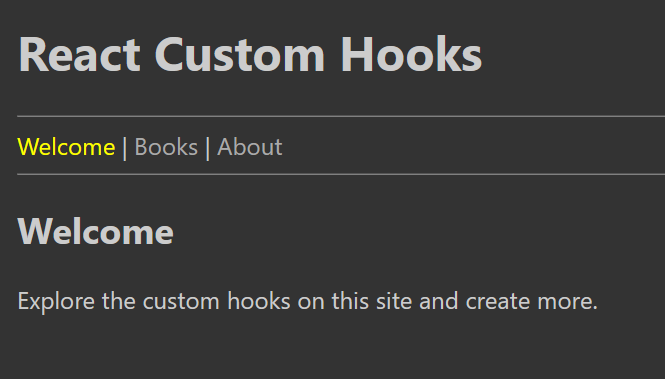 React Custom Hooks
Welcome | Books | About
Welcome
Explore the custom hooks on this site and create more.